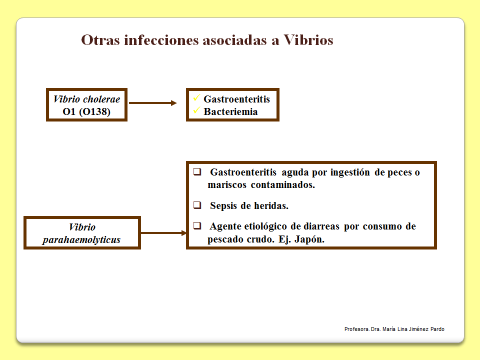 Otras infecciones asociadas a Vibrios
Vibrio cholerae
O1 (O138)
Gastroenteritis
Bacteriemia
Gastroenteritis aguda por ingestión de peces o
mariscos contaminados.
Sepsis de heridas.
Vibrio
parahaemolyticus
Agente etiológico de diarreas por consumo de
pescado crudo. Ej. Japón.
Profesora. Dra. María Lina Jiménez Pardo